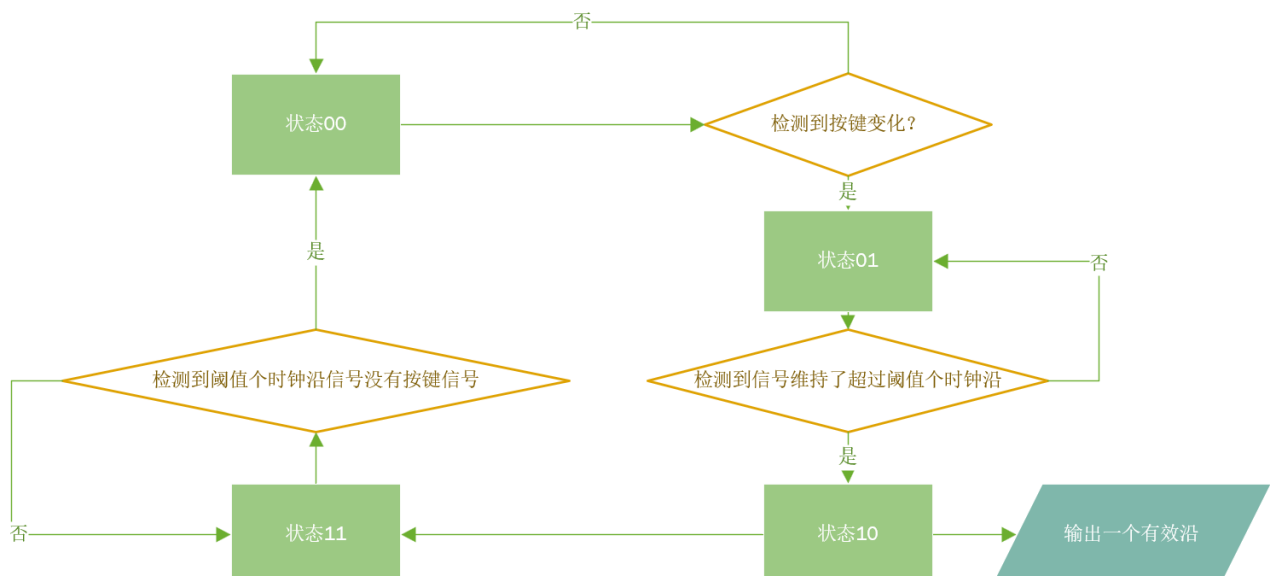 否
状态00
检测到按键变化？
是
状态01
是
否
检测到阈值个时钟沿信号没有按键信号
检测到信号维持了超过阈值个时钟沿
是
否
状态11
状态10
输出一个有效沿